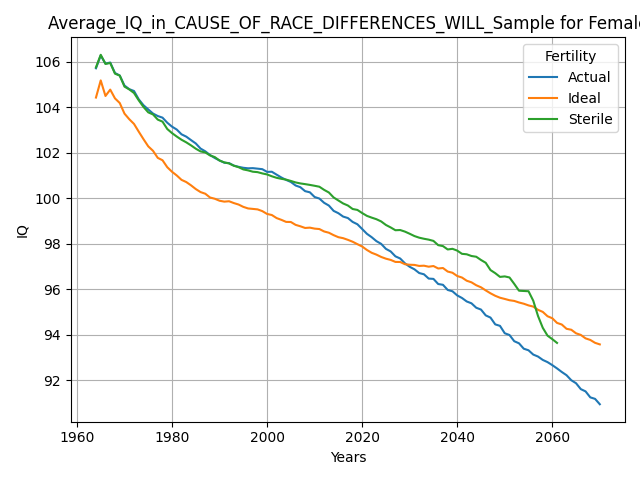 Average_IQ_in_CAUSE_OF_RACE_DIFFERENCES_WILL_Sample for Female
Fertility
Actual
Ideal
Sterile
IQ
106
104
102
100
98
96
94
92
1960 1980 2000 2020 2040 2060
Years